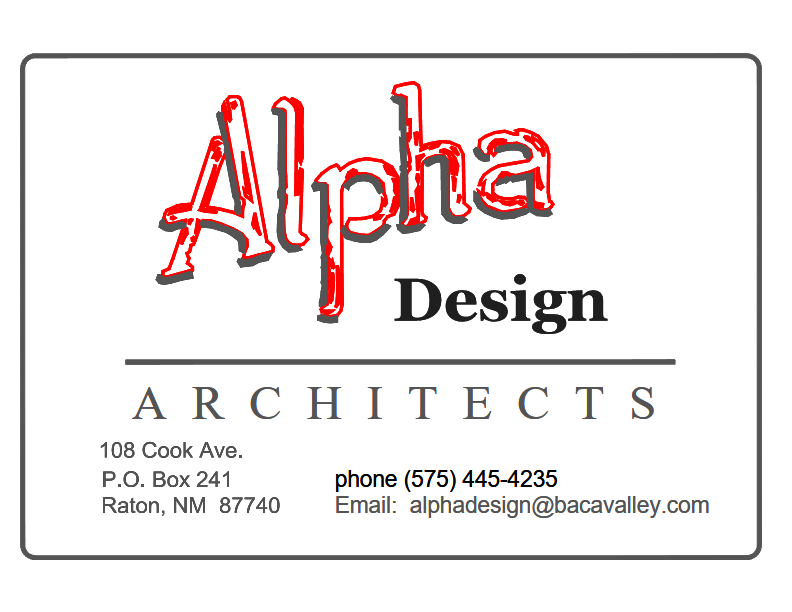 Alpha
Design
ARCHITECTS
108 Cook Ave.
P.O. Box 241
Raton, NM  87740
phone (575) 445-4235
Email:  alphadesign@bacavalley.com